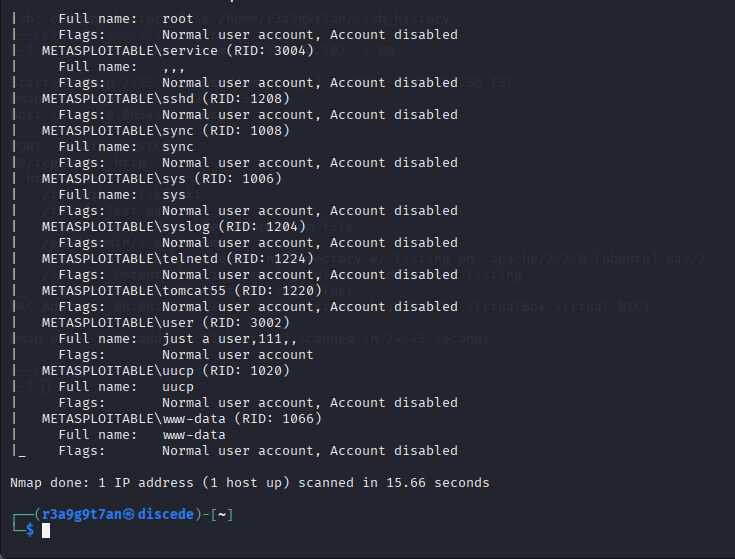 |     Full name:   root
|     Flags:       Normal user account, Account disabled
|   METASPLOITABLE\service (RID: 3004)
|     Full name:   ,,,
|     Flags:       Normal user account, Account disabled
|   METASPLOITABLE\sshd (RID: 1208)
|     Flags:       Normal user account, Account disabled
|   METASPLOITABLE\sync (RID: 1008)
|     Full name:   sync
|     Flags:       Normal user account, Account disabled
|   METASPLOITABLE\sys (RID: 1006)
|     Full name:   sys
|     Flags:       Normal user account, Account disabled
|   METASPLOITABLE\syslog (RID: 1204)
|     Flags:       Normal user account, Account disabled
|   METASPLOITABLE\telnetd (RID: 1224)
|     Flags:       Normal user account, Account disabled
|   METASPLOITABLE\tomcat55 (RID: 1220)
|     Flags:       Normal user account, Account disabled
|   METASPLOITABLE\user (RID: 3002)
|     Full name:   just a user,111,,
|     Flags:       Normal user account
|   METASPLOITABLE\uucp (RID: 1020)
|     Full name:   uucp
|     Flags:       Normal user account, Account disabled
|   METASPLOITABLE\www-data (RID: 1066)
|     Full name:   www-data
|_    Flags:       Normal user account, Account disabled
Nmap done: 1 IP address (1 host up) scanned in 15.66 seconds
┌──(r3a9g9t7an㉿discede)-[~]
└─$